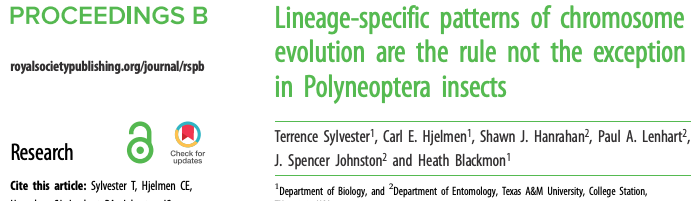 PROCEEDINGS B
royalsocietypublishing.org/journal/rspb
Research
Check for
updates
Cite this article: Sylvester T, Hjelmen CE,
Lineage-specific patterns of chromosome
evolution are the rule not the exception
in Polyneoptera insects
Terrence Sylvester1, Carl E. Hjelmen1, Shawn J. Hanrahan2, Paul A. Lenhart2,
J. Spencer Johnston2 and Heath Blackmon1
1Department of Biology, and 2Department of Entomology, Texas A&M University, College Station,